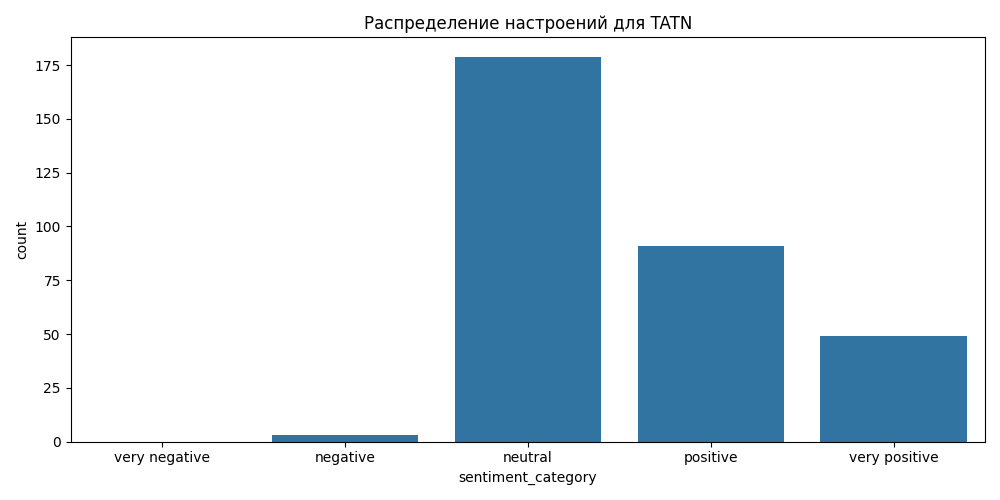 Распределение настроений для TATN
count
175
150
125
100
75
50
25
0
very negative
negative
neutral
positive
very positive
sentiment_category